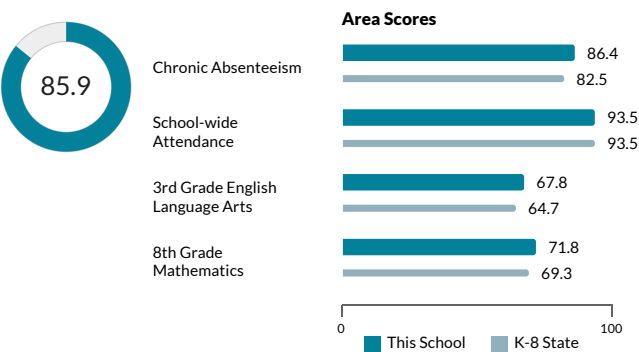 Area Scores
85.9
Chronic Absenteeism
86.4
82.5
School-wide
Attendance
93.5
93.5
3rd Grade English
Language Arts
67.8
64.7
8th Grade
Mathematics
71.8
69.3
0
100
This School
K-8 State